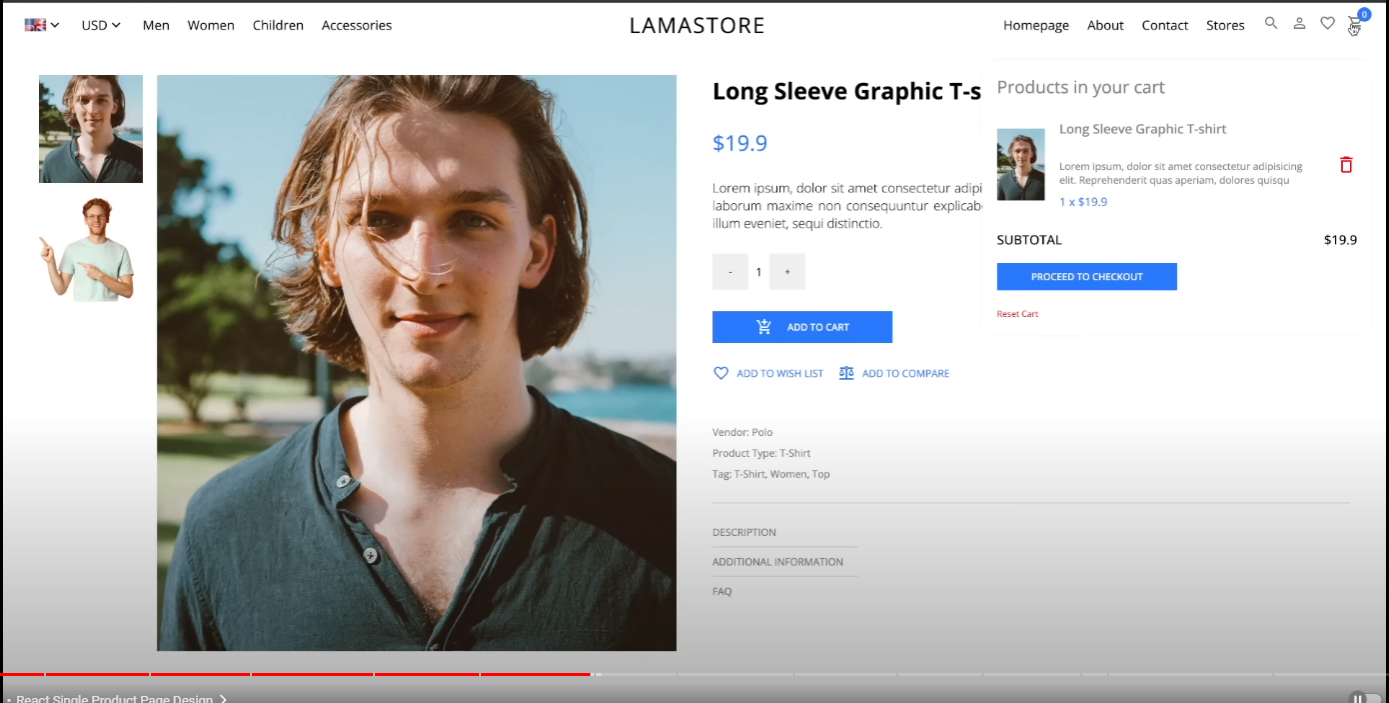 USD
Men
Women
Children
Accessories
LAMASTORE
Homepage
About
Contact
Stores
0
Long Sleeve Graphic T-s
$19.9
Lorem ipsum, dolor sit amet consectetur adipi
laborum maxime non consequuntur explicab
illum eveniet, sequi distinctio.
- 1 +
ADD TO CART
ADD TO WISH LIST
ADD TO COMPARE
Vendor: Polo
Product Type: T-Shirt
Tag: T-Shirt, Women, Top
DESCRIPTION
ADDITIONAL INFORMATION
FAQ
Products in your cart
Long Sleeve Graphic T-shirt
Lorem ipsum, dolor sit amet consectetur adipisicing
elit. Reprehenderit quas aperiam, dolores quisqu
1 x $19.9
SUBTOTAL
$19.9
PROCEED TO CHECKOUT
Reset Cart
• React Single Product Page Design